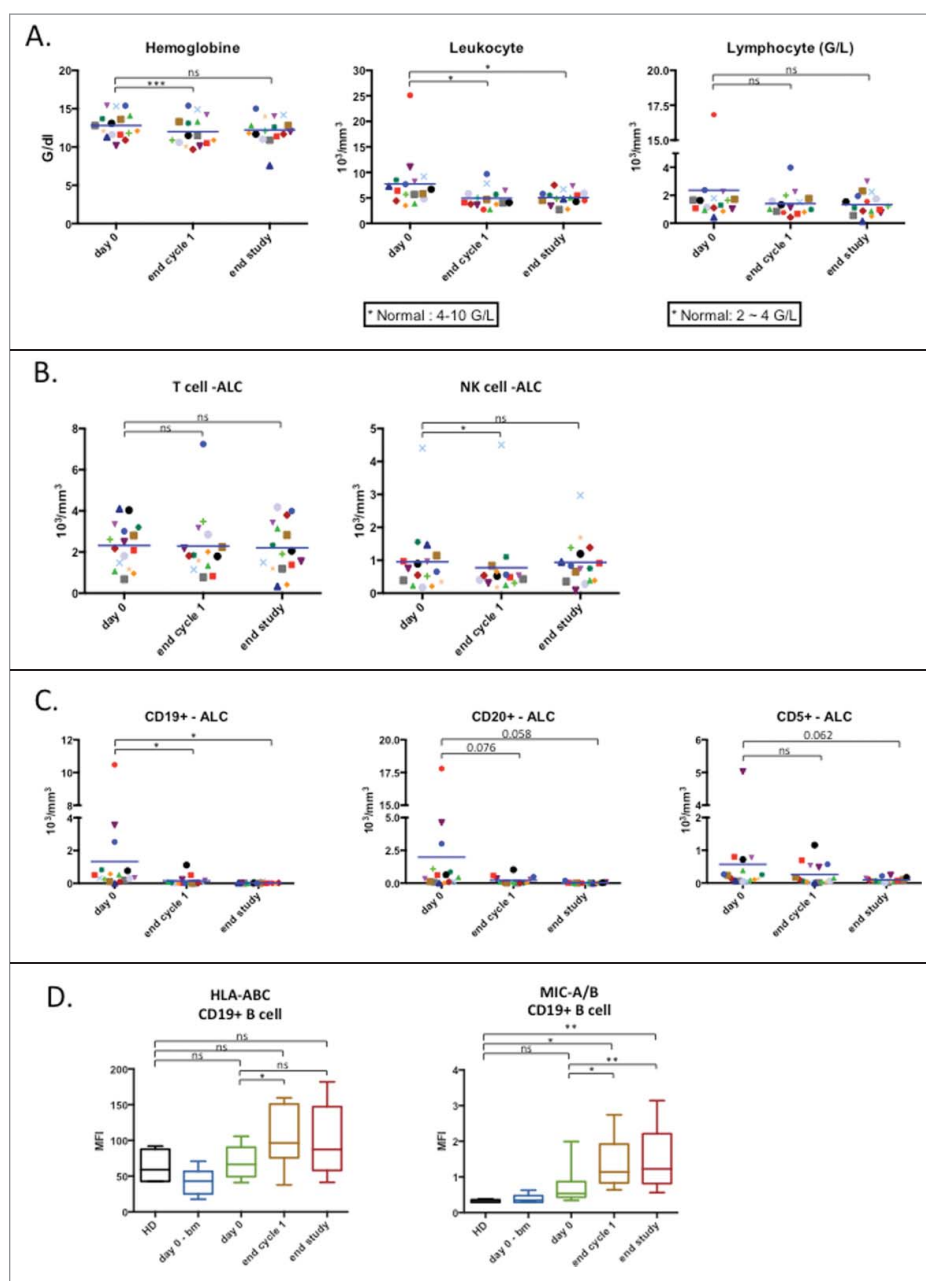 A.
Hemoglobine
Leukocyte
Lymphocyte (G/L)
ns
***
20
15
10
5
0
G/dl
day 0
end cycle 1
end study
*
*
30
25
20
15
10
5
0
10³/mm³
day 0
end cycle 1
end study
* Normal : 4-10 G/L
ns
ns
20.0
17.5
15.0
4
2
0
10³/mm³
day 0
end cycle 1
end study
* Normal: 2 ~ 4 G/L
B.
T cell -ALC
NK cell -ALC
ns
ns
8
6
4
2
0
10³/mm³
day 0
end cycle 1
end study
ns
*
5
4
3
2
1
0
10³/mm³
day 0
end cycle 1
end study
C.
CD19+ - ALC
CD20+ - ALC
CD5+ - ALC
*
*
12
10
8
4
2
0
10³/mm³
day 0
end cycle 1
end study
0.058
0.076
20.0
17.5
15.0
5.0
2.5
0.0
10³/mm³
day 0
end cycle 1
end study
0.062
ns
6
5
4
2
1
0
10³/mm³
day 0
end cycle 1
end study
D.
HLA-ABC
CD19+ B cell
MIC-A/B
CD19+ B cell
ns
ns
ns
ns
*
200
150
100
50
0
MFI
HD
day 0 - bm
day 0
end cycle 1
end study
**
*
ns
**
*
4
3
2
1
0
MFI
HD
day 0 - bm
day 0
end cycle 1
end study